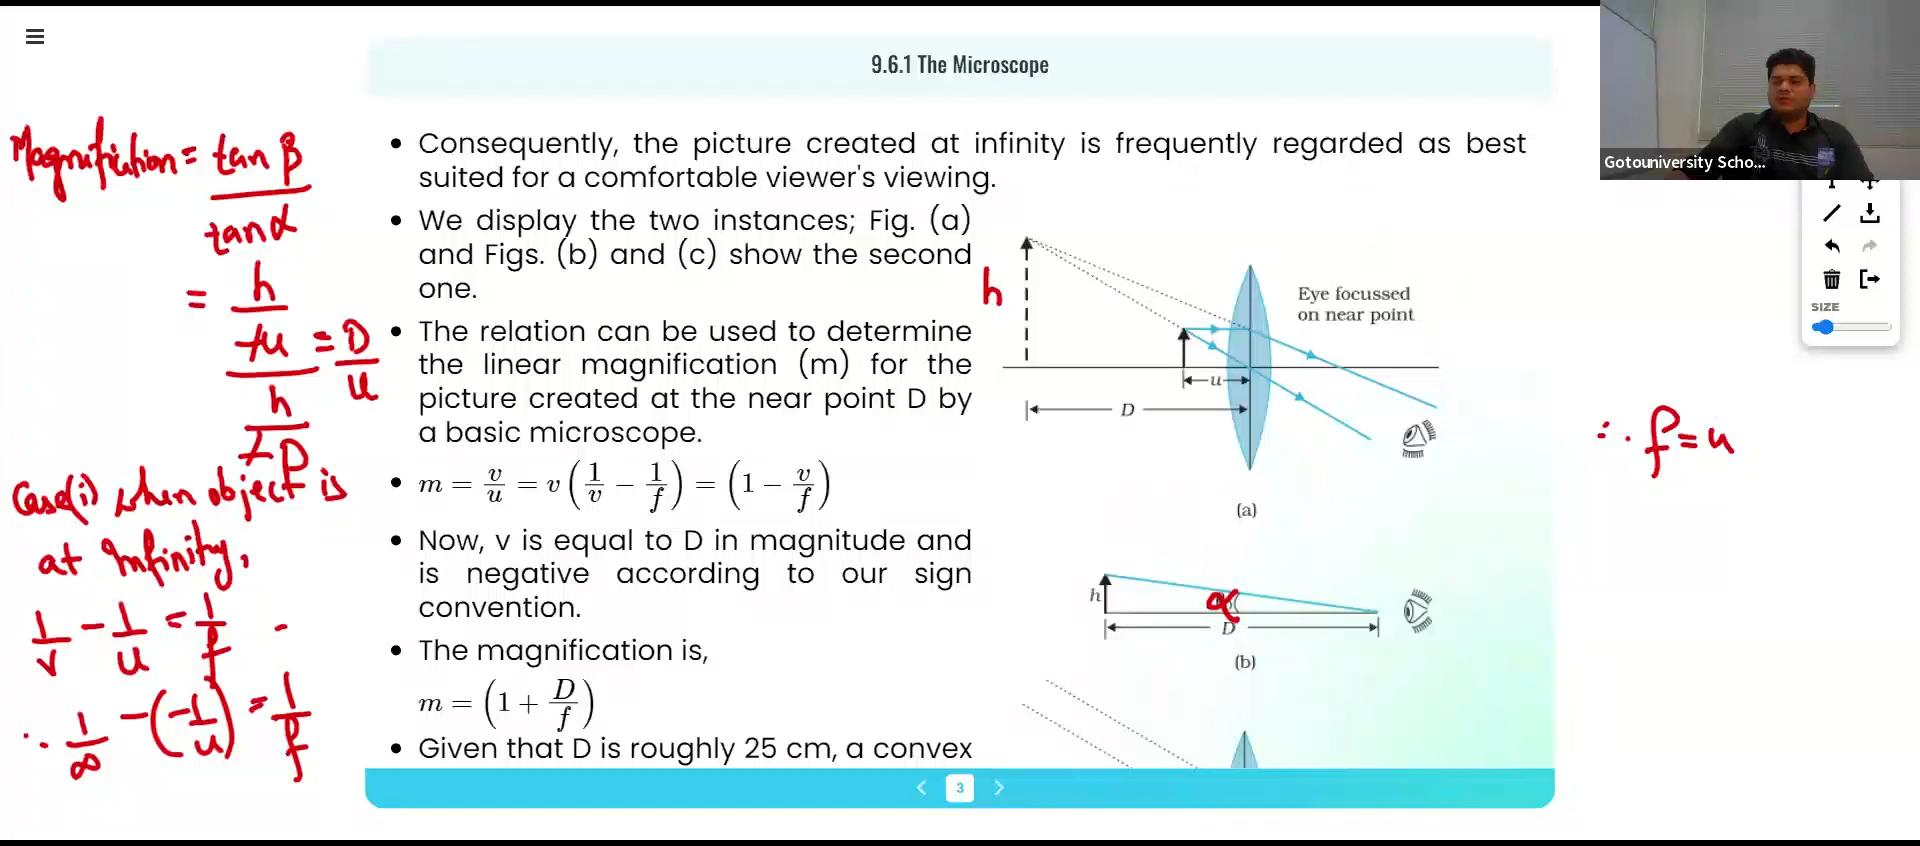 9.6.1 The Microscope
Gotouniversity Scho...
SIZE
Magnification = tan β
tan α
= h
+u = D
u
h
+D
Case(i) when object is
at Infinity,
1/v - 1/u = 1/f -
∴ 1/∞ - (-1/u) = 1/f
• Consequently, the picture created at infinity is frequently regarded as best
suited for a comfortable viewer's viewing.
• We display the two instances; Fig. (a)
and Figs. (b) and (c) show the second
one.
• The relation can be used to determine
the linear magnification (m) for the
picture created at the near point D by
a basic microscope.
• m = v/u = v(1/v − 1/f) = (1 − v/f)
• Now, v is equal to D in magnitude and
is negative according to our sign
convention.
• The magnification is,
m = (1 + D/f)
• Given that D is roughly 25 cm, a convex
h
Eye focussed
on near point
u
D
(a)
h
α
D
(b)
∴ f = u
< 3 >